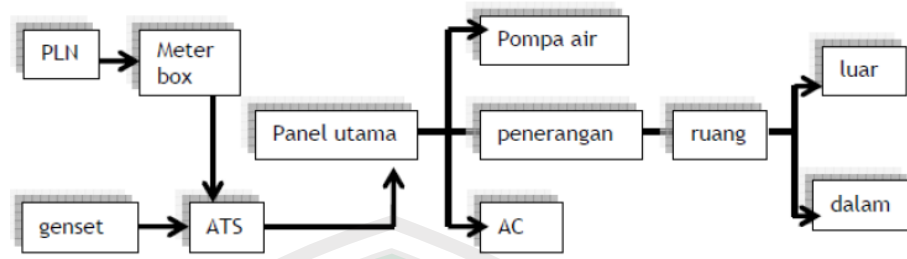 PLN
Meter
box
Pompa air
luar
Panel utama
penerangan
ruang
genset
ATS
AC
dalam